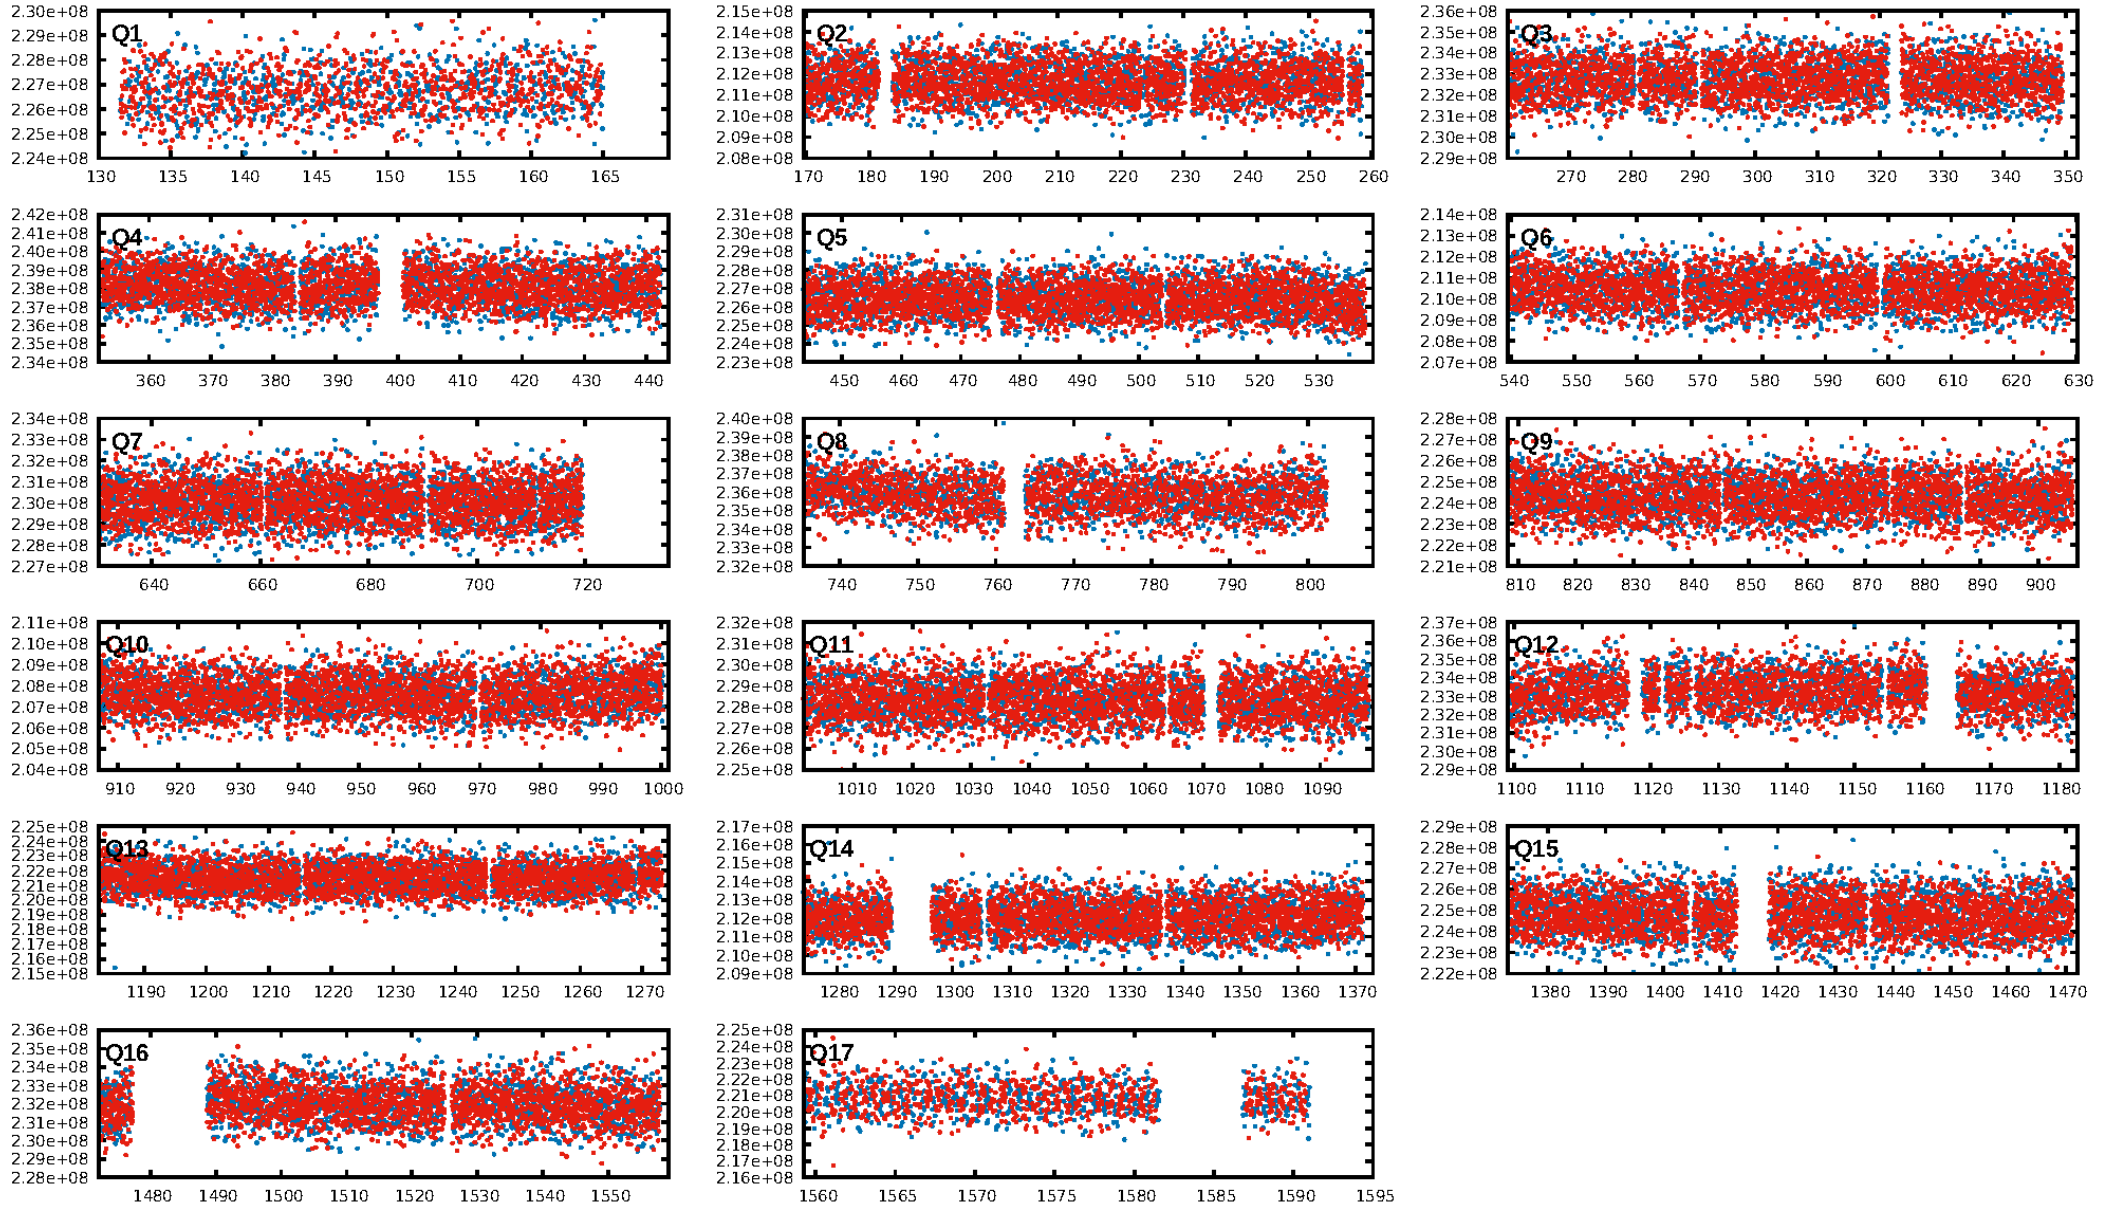 2.30e+08
2.29e+08
2.28e+08
2.27e+08
2.26e+08
2.25e+08
2.24e+08
Q1
130 135 140 145 150 155 160 165
2.15e+08
2.14e+08
2.13e+08
2.12e+08
2.11e+08
2.10e+08
2.09e+08
2.08e+08
Q2
170 180 190 200 210 220 230 240 250 260
2.36e+08
2.35e+08
2.34e+08
2.33e+08
2.32e+08
2.31e+08
2.30e+08
2.29e+08
Q3
270 280 290 300 310 320 330 340 350
2.42e+08
2.41e+08
2.40e+08
2.39e+08
2.38e+08
2.37e+08
2.36e+08
2.35e+08
2.34e+08
Q4
360 370 380 390 400 410 420 430 440
2.31e+08
2.30e+08
2.29e+08
2.28e+08
2.27e+08
2.26e+08
2.25e+08
2.24e+08
2.23e+08
Q5
450 460 470 480 490 500 510 520 530
2.14e+08
2.13e+08
2.12e+08
2.11e+08
2.10e+08
2.09e+08
2.08e+08
2.07e+08
Q6
540 550 560 570 580 590 600 610 620 630
2.34e+08
2.33e+08
2.32e+08
2.31e+08
2.30e+08
2.29e+08
2.28e+08
2.27e+08
Q7
640 660 680 700 720
2.40e+08
2.39e+08
2.38e+08
2.37e+08
2.36e+08
2.35e+08
2.34e+08
2.33e+08
2.32e+08
Q8
740 750 760 770 780 790 800
2.28e+08
2.27e+08
2.26e+08
2.25e+08
2.24e+08
2.23e+08
2.22e+08
2.21e+08
Q9
810 820 830 840 850 860 870 880 890 900
2.11e+08
2.10e+08
2.09e+08
2.08e+08
2.07e+08
2.06e+08
2.05e+08
2.04e+08
Q10
910 920 930 940 950 960 970 980 990 1000
2.32e+08
2.31e+08
2.30e+08
2.29e+08
2.28e+08
2.27e+08
2.26e+08
2.25e+08
Q11
1010 1020 1030 1040 1050 1060 1070 1080 1090
2.37e+08
2.36e+08
2.35e+08
2.34e+08
2.33e+08
2.32e+08
2.31e+08
2.30e+08
2.29e+08
Q12
1100 1110 1120 1130 1140 1150 1160 1170 1180
2.25e+08
2.24e+08
2.23e+08
2.22e+08
2.21e+08
2.20e+08
2.19e+08
2.18e+08
2.17e+08
2.16e+08
2.15e+08
Q13
1190 1200 1210 1220 1230 1240 1250 1260 1270
2.17e+08
2.16e+08
2.15e+08
2.14e+08
2.13e+08
2.12e+08
2.11e+08
2.10e+08
2.09e+08
Q14
1280 1290 1300 1310 1320 1330 1340 1350 1360 1370
2.29e+08
2.28e+08
2.27e+08
2.26e+08
2.25e+08
2.24e+08
2.23e+08
2.22e+08
Q15
1380 1390 1400 1410 1420 1430 1440 1450 1460 1470
2.36e+08
2.35e+08
2.34e+08
2.33e+08
2.32e+08
2.31e+08
2.30e+08
2.29e+08
2.28e+08
Q16
1480 1490 1500 1510 1520 1530 1540 1550
2.25e+08
2.24e+08
2.23e+08
2.22e+08
2.21e+08
2.20e+08
2.19e+08
2.18e+08
2.17e+08
2.16e+08
Q17
1560 1565 1570 1575 1580 1585 1590 1595